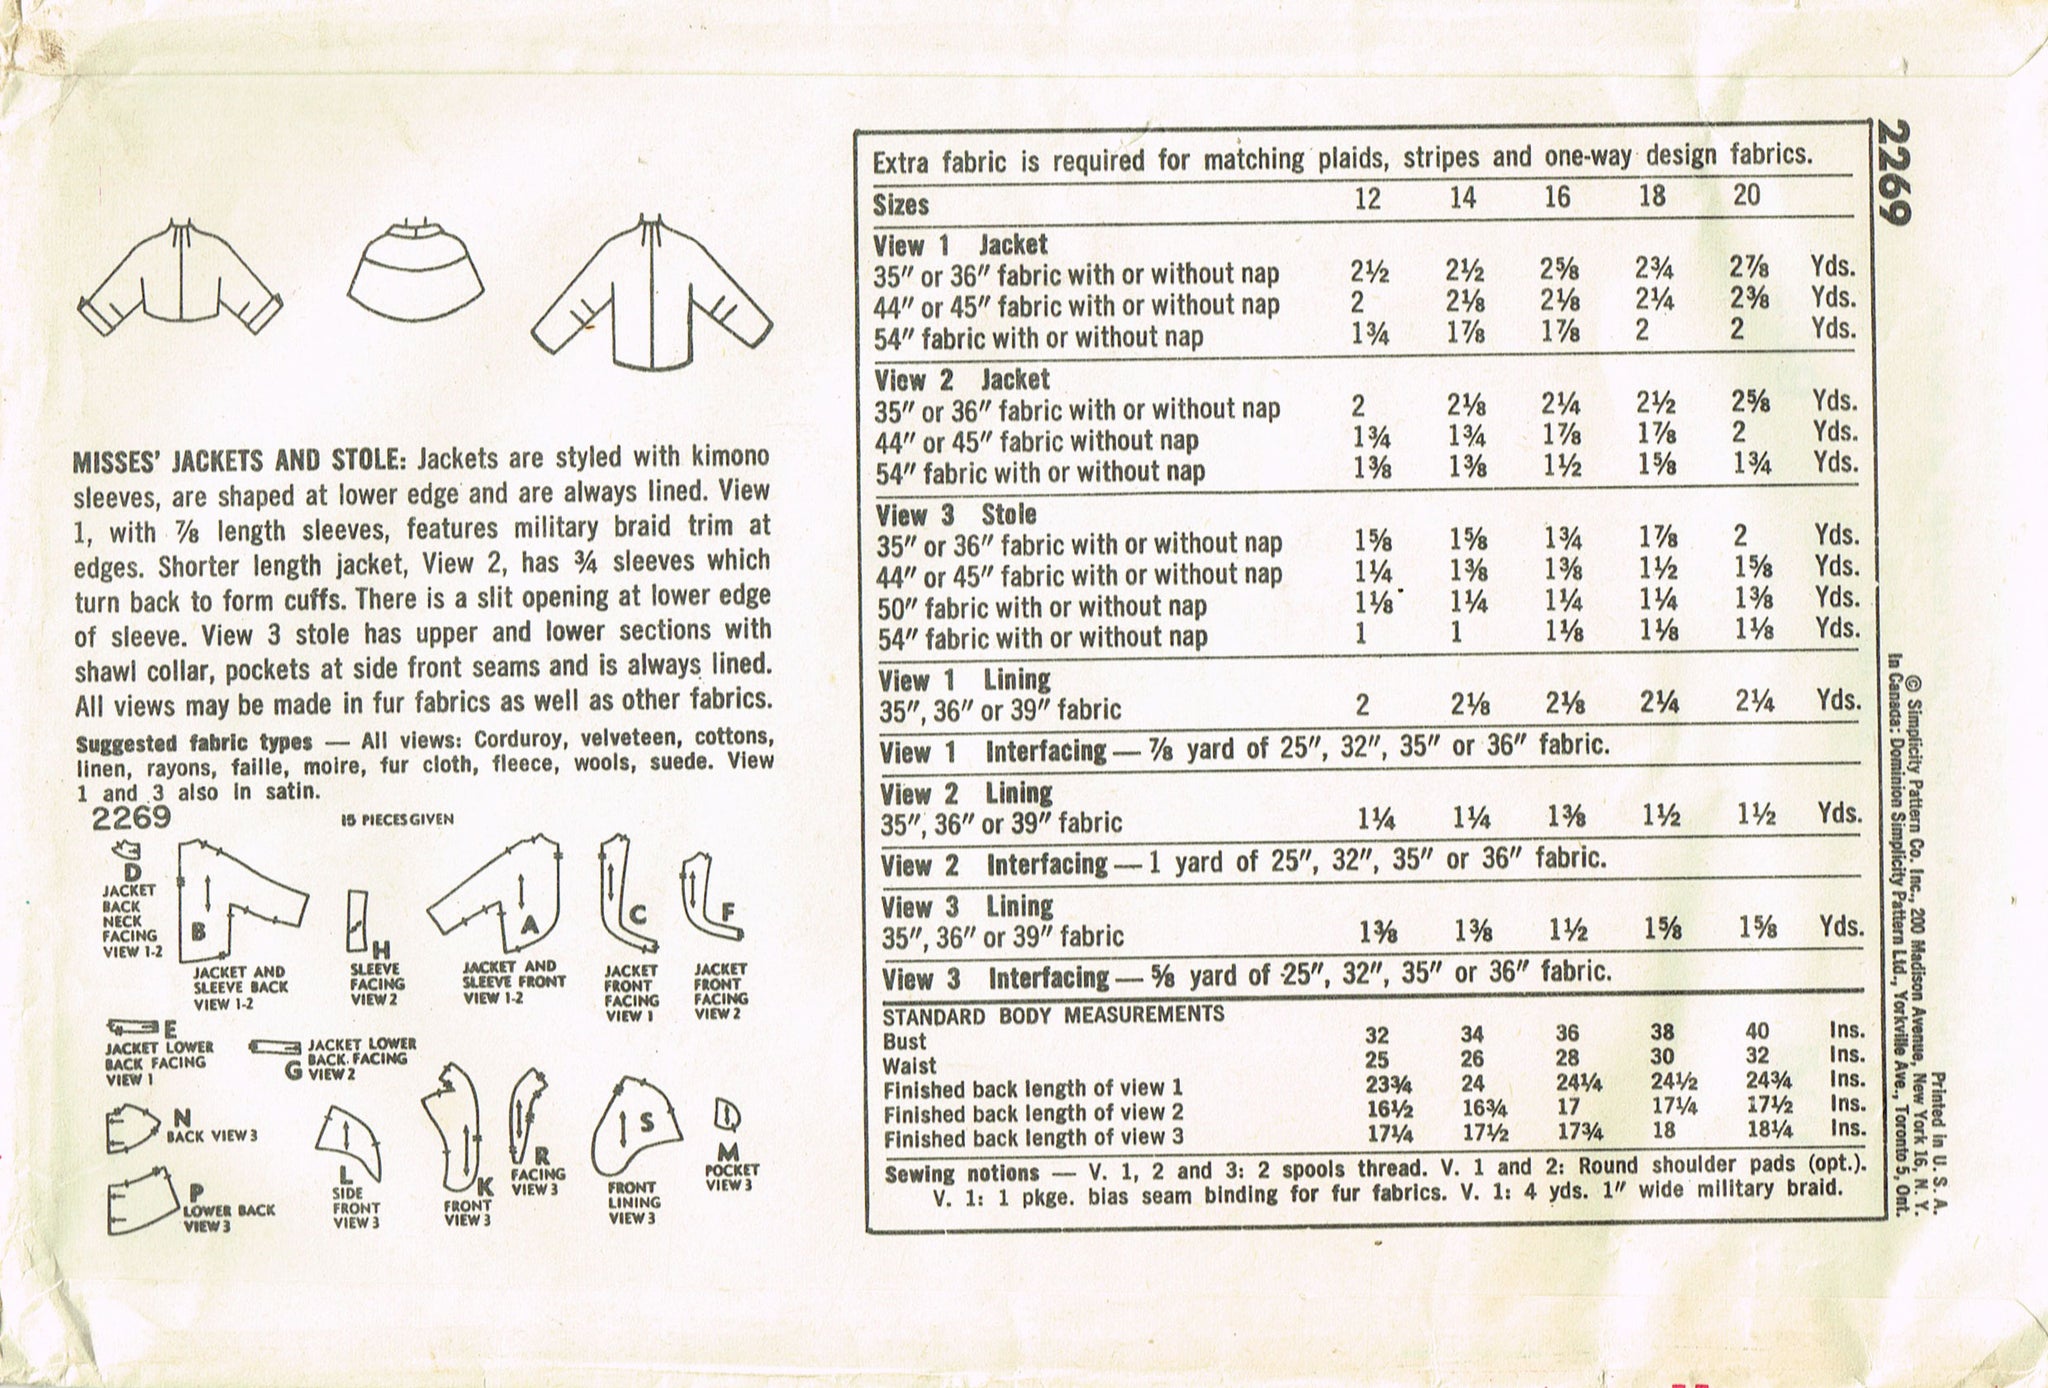 MISSES' JACKETS AND STOLE: Jackets are styled with kimono
sleeves, are shaped at lower edge and are always lined. View
1, with ⅞ length sleeves, features military braid trim at
edges. Shorter length jacket, View 2, has ¾ sleeves which
turn back to form cuffs. There is a slit opening at lower edge
of sleeve. View 3 stole has upper and lower sections with
shawl collar, pockets at side front seams and is always lined.
All views may be made in fur fabrics as well as other fabrics.
Suggested fabric types — All views: Corduroy, velveteen, cottons,
linen, rayons, faille, moire, fur cloth, fleece, wools, suede. View
1 and 3 also in satin.
2269 15 PIECES GIVEN
D
JACKET
BACK
NECK
FACING
VIEW 1-2
B
JACKET AND
SLEEVE BACK
VIEW 1-2
H
SLEEVE
FACING
VIEW 2
A
JACKET AND
SLEEVE FRONT
VIEW 1-2
C
JACKET
FRONT
FACING
VIEW 1
F
JACKET
FRONT
FACING
VIEW 2
E
JACKET LOWER
BACK FACING
VIEW 1
JACKET LOWER
BACK FACING
G VIEW 2
N
BACK VIEW 3
P
LOWER BACK
VIEW 3
L
SIDE
FRONT
VIEW 3
K
FRONT
VIEW 3
R
FACING
VIEW 3
S
FRONT
LINING
VIEW 3
M
POCKET
VIEW 3
Extra fabric is required for matching plaids, stripes and one-way design fabrics.
Sizes 12 14 16 18 20
View 1 Jacket
35" or 36" fabric with or without nap 2½ 2½ 2⅝ 2¾ 2⅞ Yds.
44" or 45" fabric with or without nap 2 2⅛ 2⅛ 2¼ 2⅜ Yds.
54" fabric with or without nap 1¾ 1⅞ 1⅞ 2 2 Yds.
View 2 Jacket
35" or 36" fabric with or without nap 2 2⅛ 2¼ 2½ 2⅝ Yds.
44" or 45" fabric without nap 1¾ 1¾ 1⅞ 1⅞ 2 Yds.
54" fabric with or without nap 1⅜ 1⅜ 1½ 1⅝ 1¾ Yds.
View 3 Stole
35" or 36" fabric with or without nap 1⅝ 1⅝ 1¾ 1⅞ 2 Yds.
44" or 45" fabric with or without nap 1¼ 1⅜ 1⅜ 1½ 1⅝ Yds.
50" fabric with or without nap 1⅛ 1¼ 1¼ 1¼ 1⅜ Yds.
54" fabric with or without nap 1 1 1⅛ 1⅛ 1⅛ Yds.
View 1 Lining
35", 36" or 39" fabric 2 2⅛ 2⅛ 2¼ 2¼ Yds.
View 1 Interfacing — ⅞ yard of 25", 32", 35" or 36" fabric.
View 2 Lining
35", 36" or 39" fabric 1¼ 1¼ 1⅜ 1½ 1½ Yds.
View 2 Interfacing — 1 yard of 25", 32", 35" or 36" fabric.
View 3 Lining
35", 36" or 39" fabric 1⅜ 1⅜ 1½ 1⅝ 1⅝ Yds.
View 3 Interfacing — ⅝ yard of 25", 32", 35" or 36" fabric.
STANDARD BODY MEASUREMENTS
Bust 32 34 36 38 40 Ins.
Waist 25 26 28 30 32 Ins.
Finished back length of view 1 23¾ 24 24¼ 24½ 24¾ Ins.
Finished back length of view 2 16½ 16¾ 17 17¼ 17½ Ins.
Finished back length of view 3 17¼ 17½ 17¾ 18 18¼ Ins.
Sewing notions — V. 1, 2 and 3: 2 spools thread. V. 1 and 2: Round shoulder pads (opt.).
V. 1: 1 pkge. bias seam binding for fur fabrics. V. 1: 4 yds. 1" wide military braid.
2269
Printed in U. S. A.
© Simplicity Pattern Co. Inc., 200 Madison Avenue, New York 16, N. Y.
In Canada: Dominion Simplicity Pattern Ltd., Yorkville Ave., Toronto 5, Ont.